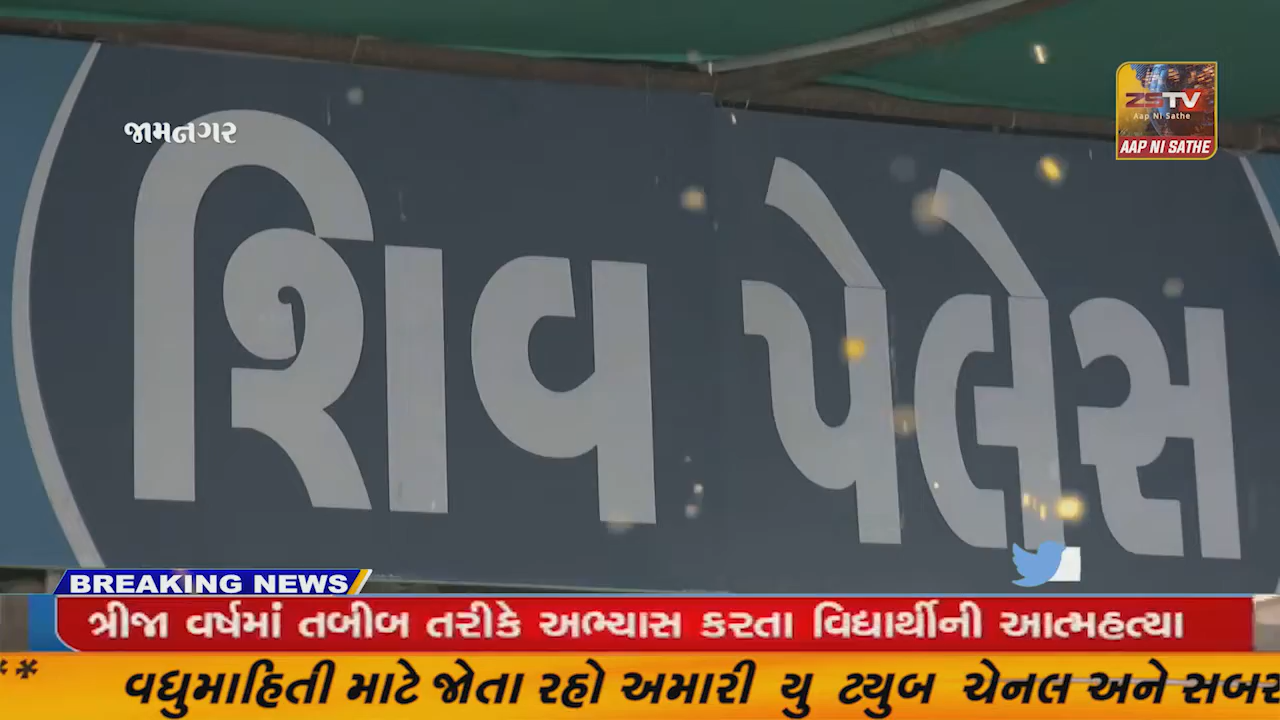 ZSTV
Aap Ni Sathe
AAP NI SATHE
જામનગર
શિવ પેલેસ
BREAKING NEWS
ત્રીજા વર્ષમાં તબીબ તરીકે અભ્યાસ કરતા વિદ્યાર્થીની આત્મહત્યા
** વધુમાહિતી માટે જોતા રહો અમારી યુ ટ્યુબ ચેનલ અને